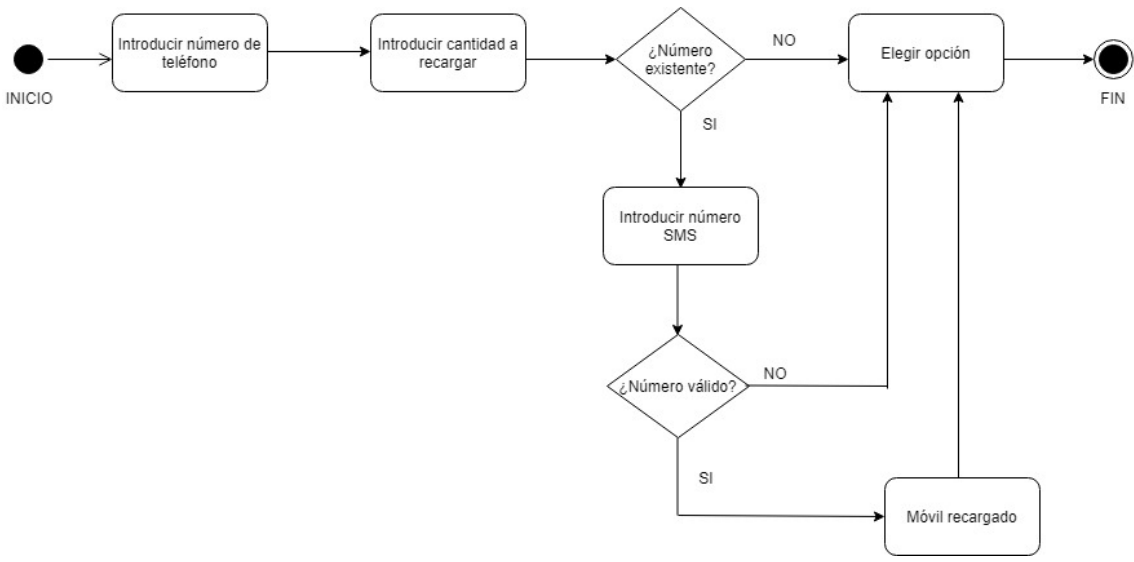 INICIO
Introducir número de
teléfono
Introducir cantidad a
recargar
¿Número
existente?
NO
Elegir opción
FIN
SI
Introducir número
SMS
¿Número válido?
NO
SI
Móvil recargado